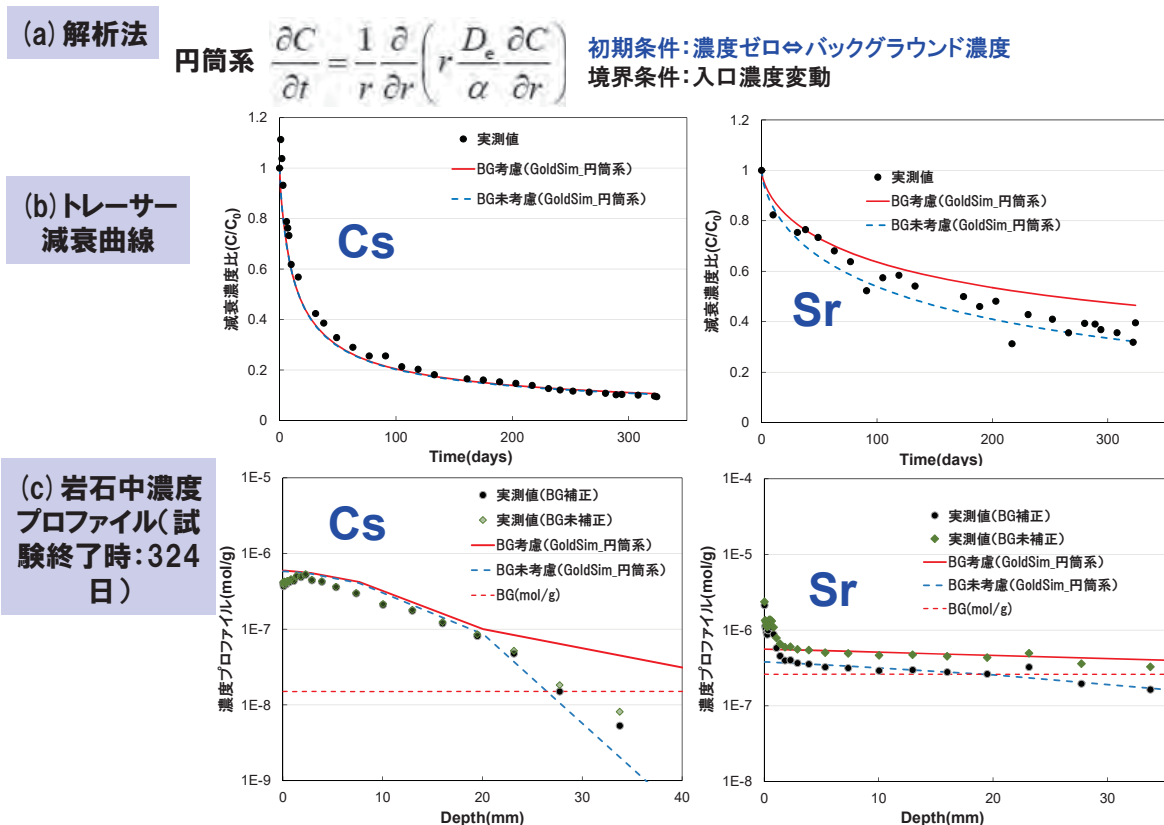 (a) 解析法
円筒系
∂C/∂t = 1/r ∂/∂r ( r De/α ∂C/∂r )
初期条件：濃度ゼロ⇔バックグラウンド濃度
境界条件：入口濃度変動
(b) トレーサー
減衰曲線
減衰濃度比(C/C0)
1.2
1
0.8
0.6
0.4
0.2
0
実測値
BG考慮(GoldSim_円筒系)
BG未考慮(GoldSim_円筒系)
Cs
0
100
200
300
Time(days)
減衰濃度比(C/C0)
1.2
1
0.8
0.6
0.4
0.2
0
実測値
BG考慮(GoldSim_円筒系)
BG未考慮(GoldSim_円筒系)
Sr
0
100
200
300
Time(days)
(c) 岩石中濃度
プロファイル(試
験終了時：324
日)
濃度プロファイル(mol/g)
1E-5
1E-6
1E-7
1E-8
1E-9
Cs
実測値(BG補正)
実測値(BG未補正)
BG考慮(GoldSim_円筒系)
BG未考慮(GoldSim_円筒系)
BG(mol/g)
0
10
20
30
40
Depth(mm)
濃度プロファイル(mol/g)
1E-4
1E-5
1E-6
1E-7
1E-8
実測値(BG補正)
実測値(BG未補正)
BG考慮(GoldSim_円筒系)
BG未考慮(GoldSim_円筒系)
BG(mol/g)
Sr
0
10
20
30
Depth(mm)